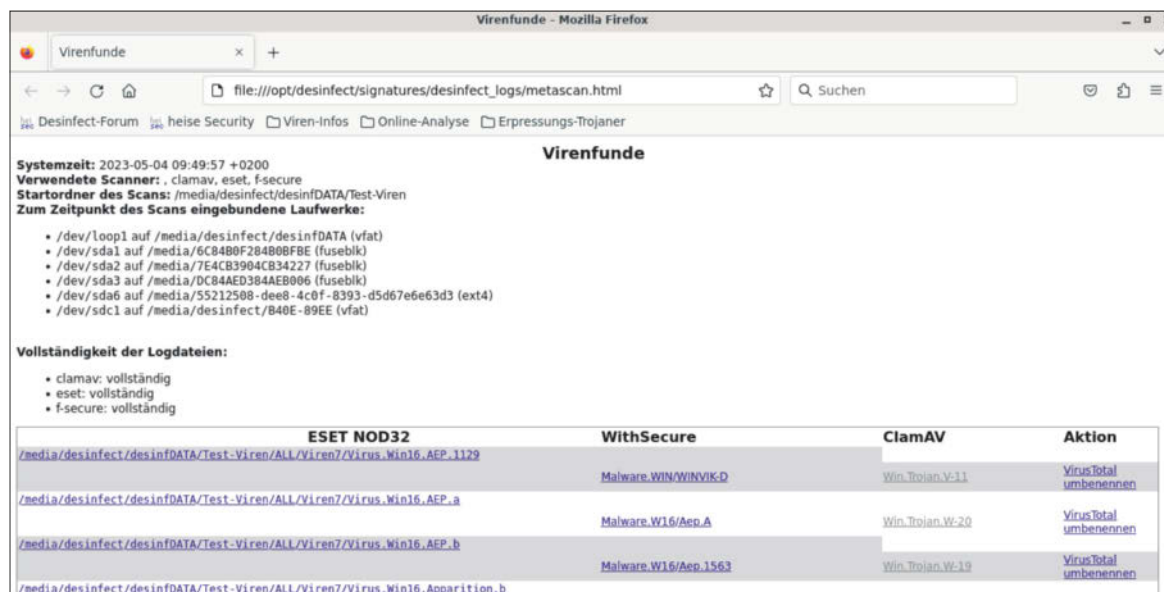 Virenfunde - Mozilla Firefox
Virenfunde
file:///opt/desinfect/signatures/desinfect_logs/metascan.html
Suchen
Desinfect-Forum heise Security Viren-Infos Online-Analyse Erpressungs-Trojaner
Virenfunde
Systemzeit: 2023-05-04 09:49:57 +0200
Verwendete Scanner: , clamav, eset, f-secure
Startordner des Scans: /media/desinfect/desinfDATA/Test-Viren
Zum Zeitpunkt des Scans eingebundene Laufwerke:
• /dev/loop1 auf /media/desinfect/desinfDATA (vfat)
• /dev/sda1 auf /media/6C84B0F284B0BFBE (fuseblk)
• /dev/sda2 auf /media/7E4CB3904CB34227 (fuseblk)
• /dev/sda3 auf /media/DC84AED384AEB006 (fuseblk)
• /dev/sda6 auf /media/55212508-dee8-4c0f-8393-d5d67e6e63d3 (ext4)
• /dev/sdc1 auf /media/desinfect/B40E-89EE (vfat)
Vollständigkeit der Logdateien:
• clamav: vollständig
• eset: vollständig
• f-secure: vollständig
ESET NOD32 WithSecure ClamAV Aktion
/media/desinfect/desinfDATA/Test-Viren/ALL/Viren7/Virus.Win16.AEP.1129
Malware.WIN/WINVIK-D Win.Trojan.V-11 VirusTotal
umbenennen
/media/desinfect/desinfDATA/Test-Viren/ALL/Viren7/Virus.Win16.AEP.a
Malware.W16/Aep.A Win.Trojan.W-20 VirusTotal
umbenennen
/media/desinfect/desinfDATA/Test-Viren/ALL/Viren7/Virus.Win16.AEP.b
Malware.W16/Aep.1563 Win.Trojan.W-19 VirusTotal
umbenennen
/media/desinfect/desinfDATA/Test-Viren/ALL/Viren7/Virus.Win16.Apparition.b